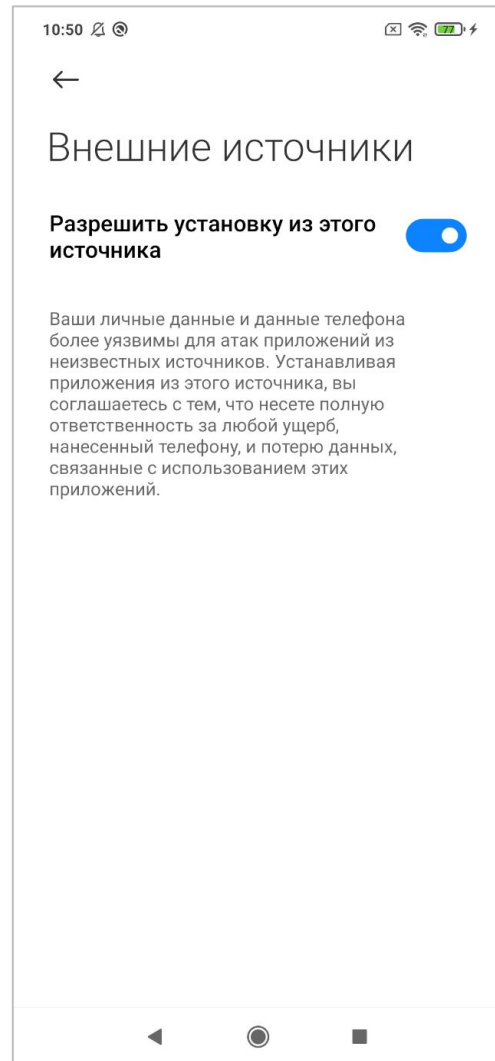 10:50
77
Внешние источники
Разрешить установку из этого
источника
Ваши личные данные и данные телефона
более уязвимы для атак приложений из
неизвестных источников. Устанавливая
приложения из этого источника, вы
соглашаетесь с тем, что несете полную
ответственность за любой ущерб,
нанесенный телефону, и потерю данных,
связанные с использованием этих
приложений.